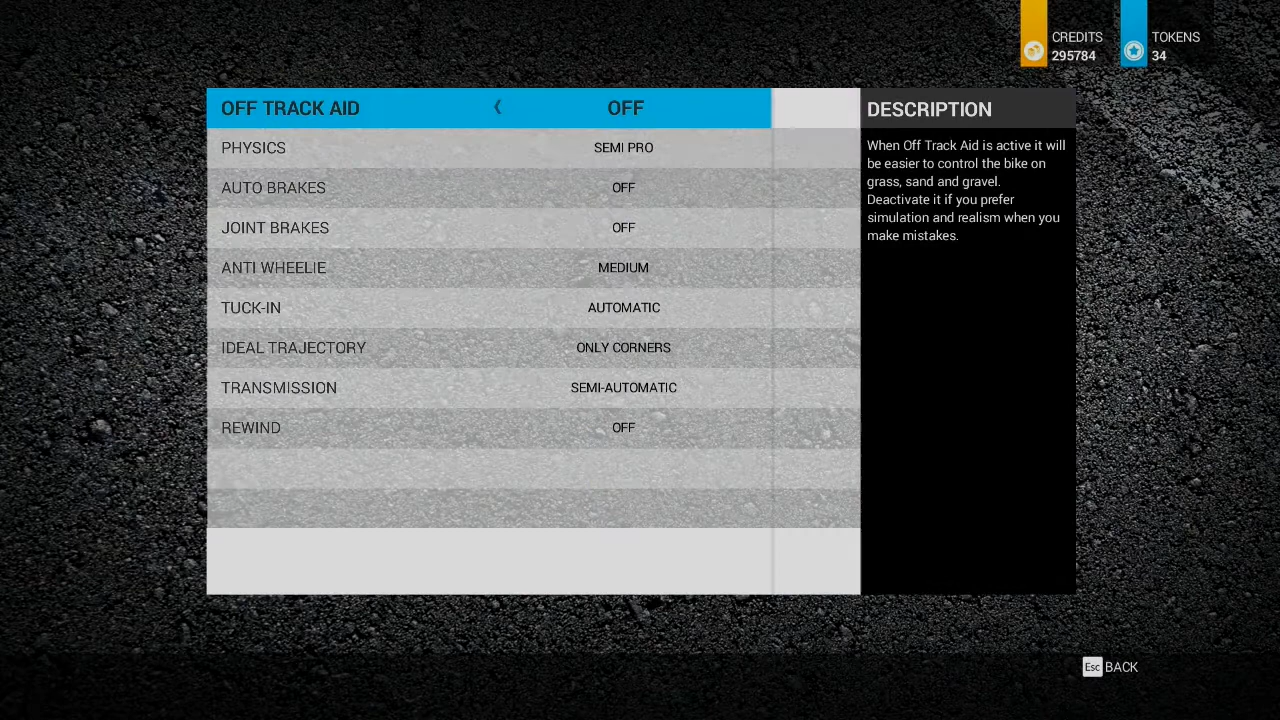 CREDITS
295784
TOKENS
34
OFF TRACK AID OFF
PHYSICS SEMI PRO
AUTO BRAKES OFF
JOINT BRAKES OFF
ANTI WHEELIE MEDIUM
TUCK-IN AUTOMATIC
IDEAL TRAJECTORY ONLY CORNERS
TRANSMISSION SEMI-AUTOMATIC
REWIND OFF
DESCRIPTION
When Off Track Aid is active it will
be easier to control the bike on
grass, sand and gravel.
Deactivate it if you prefer
simulation and realism when you
make mistakes.
Esc BACK